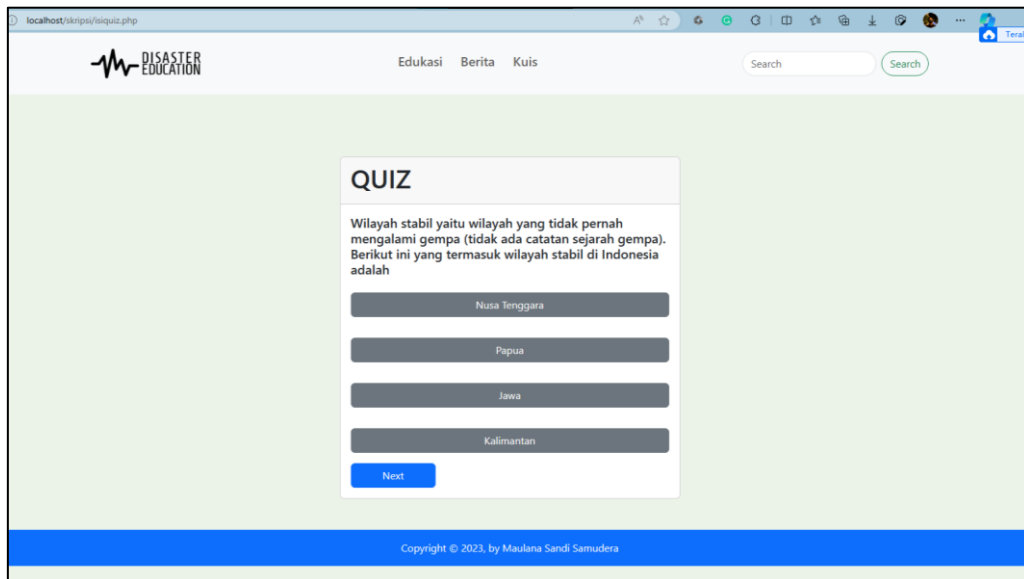 localhost/skripsi/isiquiz.php
DISASTER
EDUCATION
Edukasi Berita Kuis
Search
Search
QUIZ
Wilayah stabil yaitu wilayah yang tidak pernah
mengalami gempa (tidak ada catatan sejarah gempa).
Berikut ini yang termasuk wilayah stabil di Indonesia
adalah
Nusa Tenggara
Papua
Jawa
Kalimantan
Next
Copyright © 2023, by Maulana Sandi Samudera